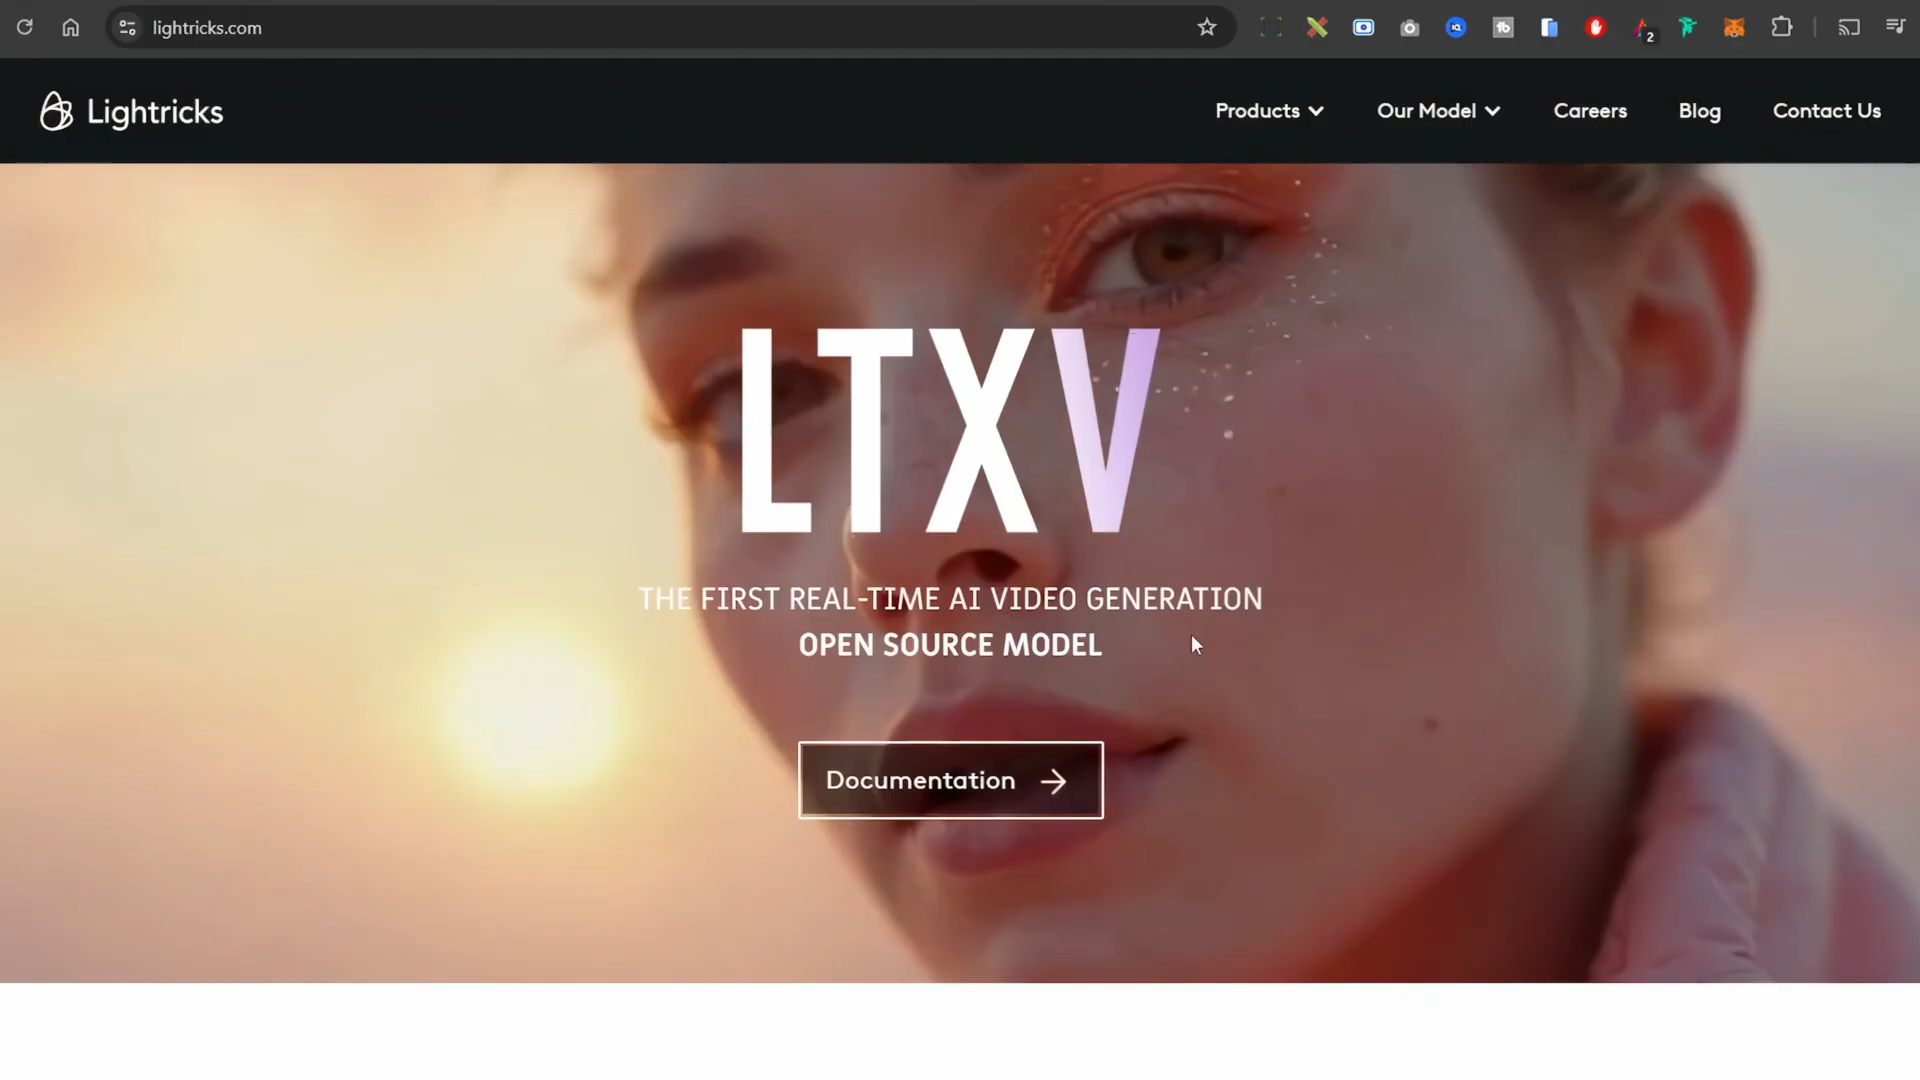 lightricks.com
2
Lightricks
Products
Our Model
Careers
Blog
Contact Us
LTXV
THE FIRST REAL-TIME AI VIDEO GENERATION
OPEN SOURCE MODEL
Documentation →